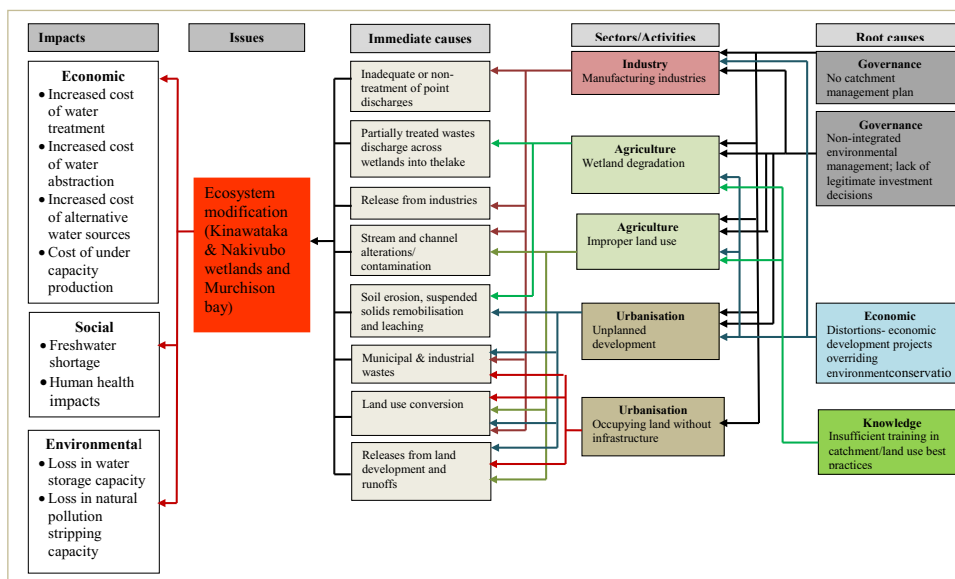 Impacts
Issues
Immediate causes
Sectors/Activities
Root causes
Economic
• Increased cost
of water
treatment
• Increased cost
of water
abstraction
• Increased cost
of alternative
water sources
• Cost of under
capacity
production
Social
• Freshwater
shortage
• Human health
impacts
Environmental
• Loss in water
storage capacity
• Loss in natural
pollution
stripping
capacity
Ecosystem
modification
(Kinawataka
& Nakivubo
wetlands and
Murchison
bay)
Inadequate or non-
treatment of point
discharges
Partially treated wastes
discharge across
wetlands into thelake
Release from industries
Stream and channel
alterations/
contamination
Soil erosion, suspended
solids remobilisation
and leaching
Municipal & industrial
wastes
Land use conversion
Releases from land
development and
runoffs
Industry
Manufacturing industries
Agriculture
Wetland degradation
Agriculture
Improper land use
Urbanisation
Unplanned
development
Urbanisation
Occupying land without
infrastructure
Governance
No catchment
management plan
Governance
Non-integrated
environmental
management; lack of
legitimate investment
decisions
Economic
Distortions- economic
development projects
overriding
environmentconservatio
Knowledge
Insufficient training in
catchment/land use best
practices